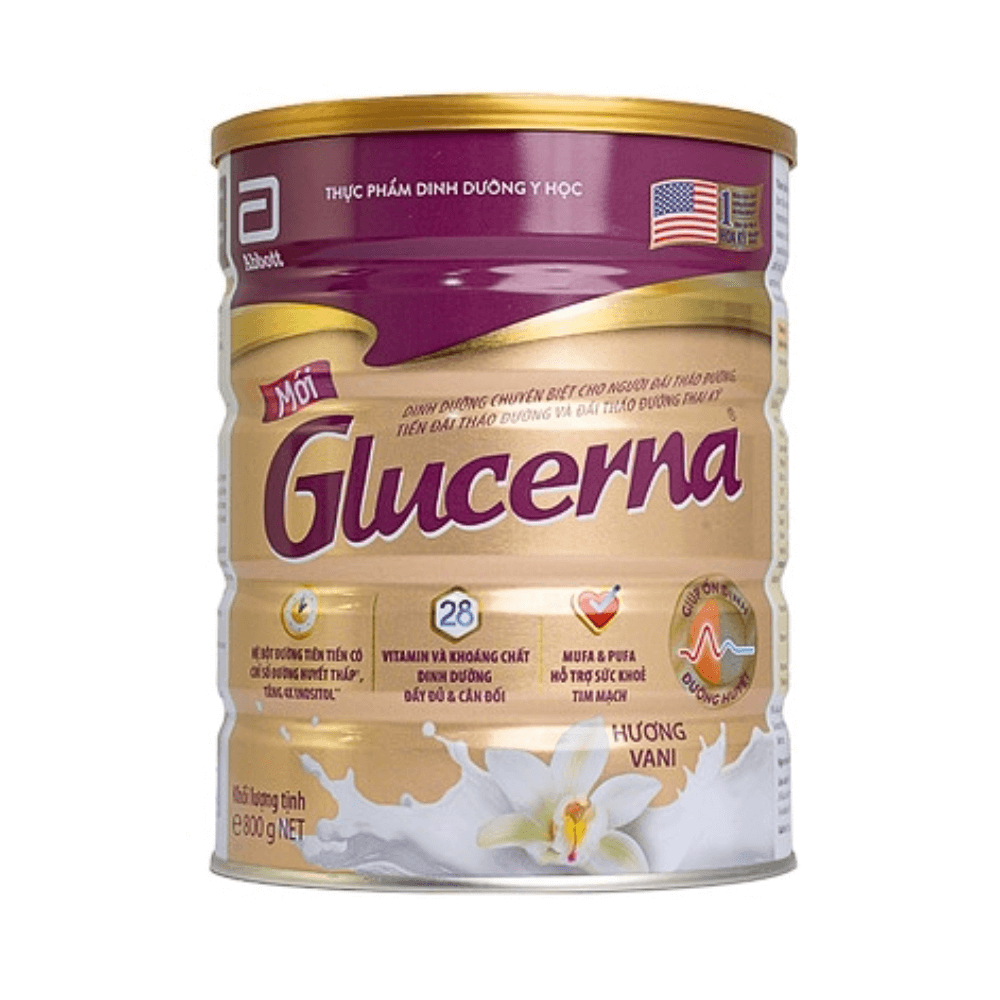 THỰC PHẨM DINH DƯỠNG Y HỌC
Abbott
1
HOA KỲ
Mới
DINH DƯỠNG CHUYÊN BIỆT CHO NGƯỜI ĐÁI THÁO ĐƯỜNG,
TIỀN ĐÁI THÁO ĐƯỜNG VÀ ĐÁI THÁO ĐƯỜNG THAI KỲ
Glucerna
HỆ BỘT ĐƯỜNG TIÊN TIẾN CÓ
CHỈ SỐ ĐƯỜNG HUYẾT THẤP*,
TĂNG 4X INOSITOL**
28
VITAMIN VÀ KHOÁNG CHẤT
DINH DƯỠNG
ĐẦY ĐỦ & CÂN ĐỐI
MUFA & PUFA
HỖ TRỢ SỨC KHOẺ
TIM MẠCH
GIÚP ỔN ĐỊNH
ĐƯỜNG HUYẾT
HƯƠNG
VANI
Khối lượng tịnh
e 800 g NET